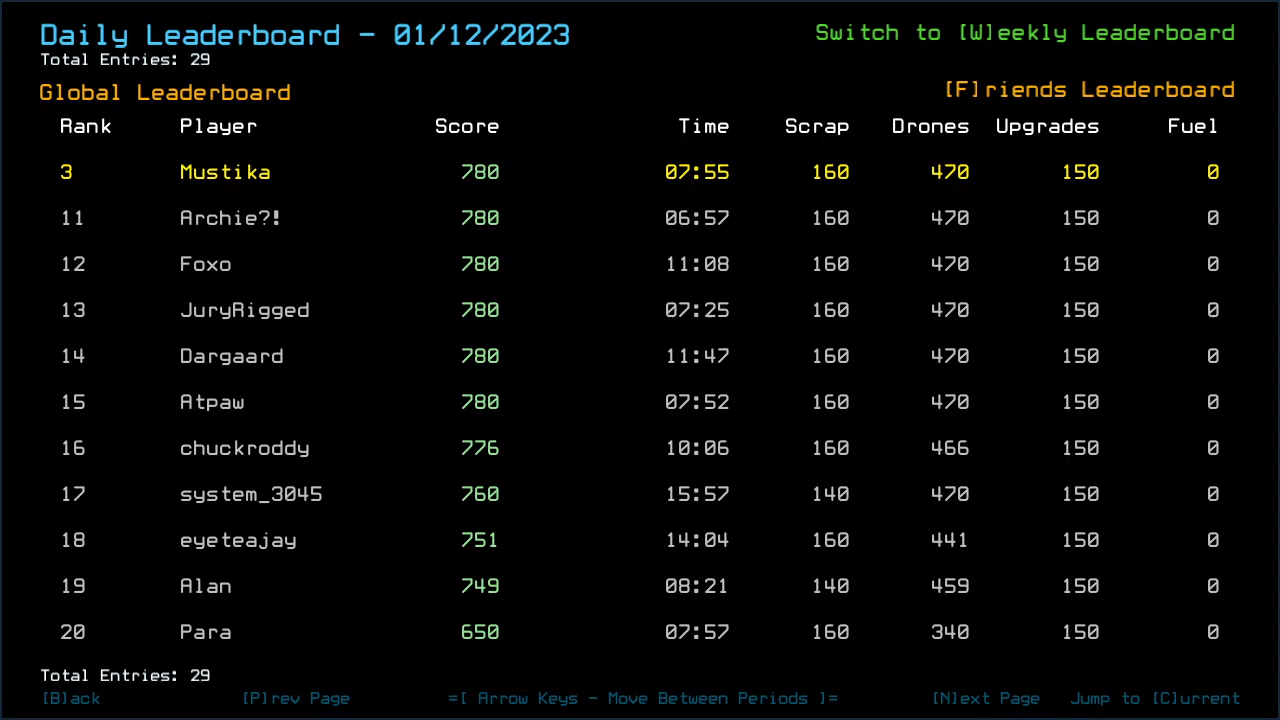 Daily Leaderboard - 01/12/2023 Switch to [W]eekly Leaderboard
Total Entries: 29
Global Leaderboard [F]riends Leaderboard
Rank Player Score Time Scrap Drones Upgrades Fuel
3 Mustika 780 07:55 160 470 150 0
11 Archie?! 780 06:57 160 470 150 0
12 Foxo 780 11:08 160 470 150 0
13 JuryRigged 780 07:25 160 470 150 0
14 Dargaard 780 11:47 160 470 150 0
15 Atpaw 780 07:52 160 470 150 0
16 chuckroddy 776 10:06 160 466 150 0
17 system_3045 760 15:57 140 470 150 0
18 eyeteajay 751 14:04 160 441 150 0
19 Alan 749 08:21 140 459 150 0
20 Para 650 07:57 160 340 150 0
Total Entries: 29
[B]ack [P]rev Page =[ Arrow Keys - Move Between Periods ]= [N]ext Page Jump to [C]urrent